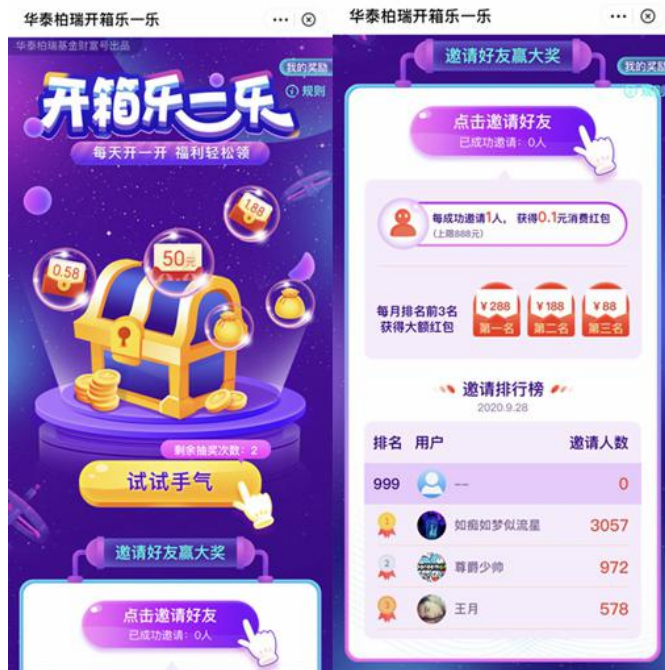 华泰柏瑞开箱乐一乐
华泰柏瑞基金财富号出品
我的奖励
开箱乐一乐
规则
每天开一开 福利轻松领
1.88
50元
0.58
剩余抽奖次数：2
试试手气
邀请好友赢大奖
点击邀请好友
已成功邀请：0人
华泰柏瑞开箱乐一乐
邀请好友赢大奖
我的奖励
点击邀请好友
已成功邀请：0人
每成功邀请1人，获得0.1元消费红包
(上限888元)
每月排名前3名
获得大额红包
¥288
第一名
¥188
第二名
¥88
第三名
邀请排行榜
2020.9.28
排名 用户 邀请人数
999 -- 0
1 如痴如梦似流星 3057
2 尊爵少帅 972
3 王月 578